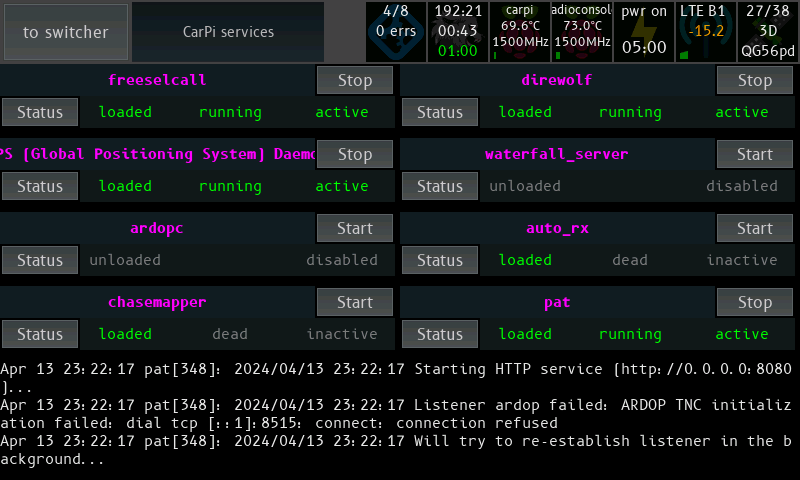 to switcher
CarPi services
4/8
0 errs
192:21
00:43
01:00
carpi
69.6°C
1500MHz
adioconsol
73.0°C
1500MHz
pwr on
05:00
LTE B1
-15.2
27/38
3D
QG56pd
freeselcall
Stop
direwolf
Stop
Status
loaded
running
active
Status
loaded
running
active
PS (Global Positioning System) Daemo
Stop
waterfall_server
Start
Status
loaded
running
active
Status
unloaded
disabled
ardopc
Start
auto_rx
Start
Status
unloaded
disabled
Status
loaded
dead
inactive
chasemapper
Start
pat
Stop
Status
loaded
dead
inactive
Status
loaded
running
active
Apr 13 23:22:17 pat[348]: 2024/04/13 23:22:17 Starting HTTP service (http://0.0.0.0:8080
)...
Apr 13 23:22:17 pat[348]: 2024/04/13 23:22:17 Listener ardop failed: ARDOP TNC initializ
ation failed: dial tcp [::1]:8515: connect: connection refused
Apr 13 23:22:17 pat[348]: 2024/04/13 23:22:17 Will try to re-establish listener in the b
ackground...